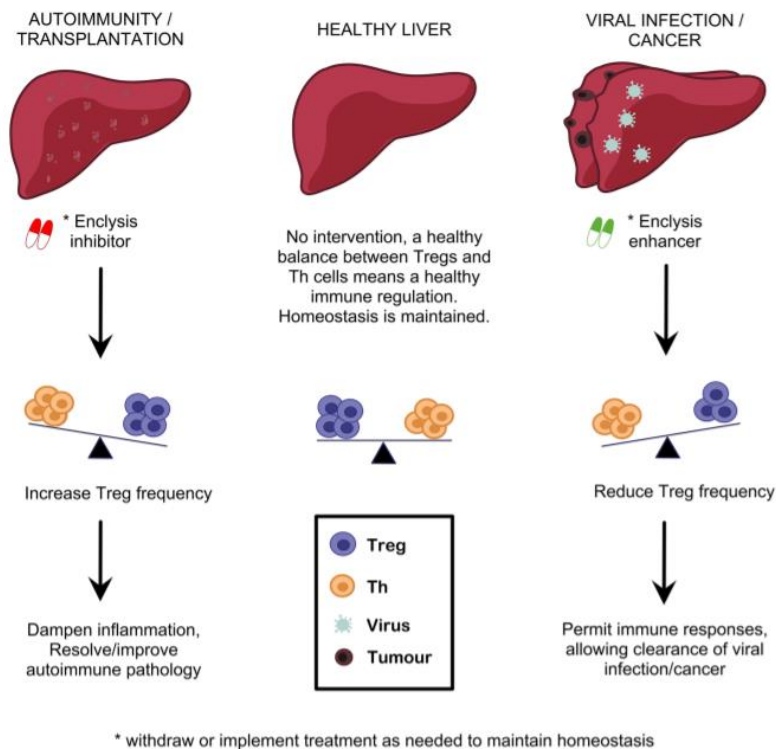 AUTOIMMUNITY /
TRANSPLANTATION
HEALTHY LIVER
VIRAL INFECTION /
CANCER
* Enclysis
inhibitor
No intervention, a healthy
balance between Tregs and
Th cells means a healthy
immune regulation.
Homeostasis is maintained.
* Enclysis
enhancer
Increase Treg frequency
Reduce Treg frequency
Treg
Th
Virus
Tumour
Dampen inflammation,
Resolve/improve
autoimmune pathology
Permit immune responses,
allowing clearance of viral
infection/cancer
* withdraw or implement treatment as needed to maintain homeostasis